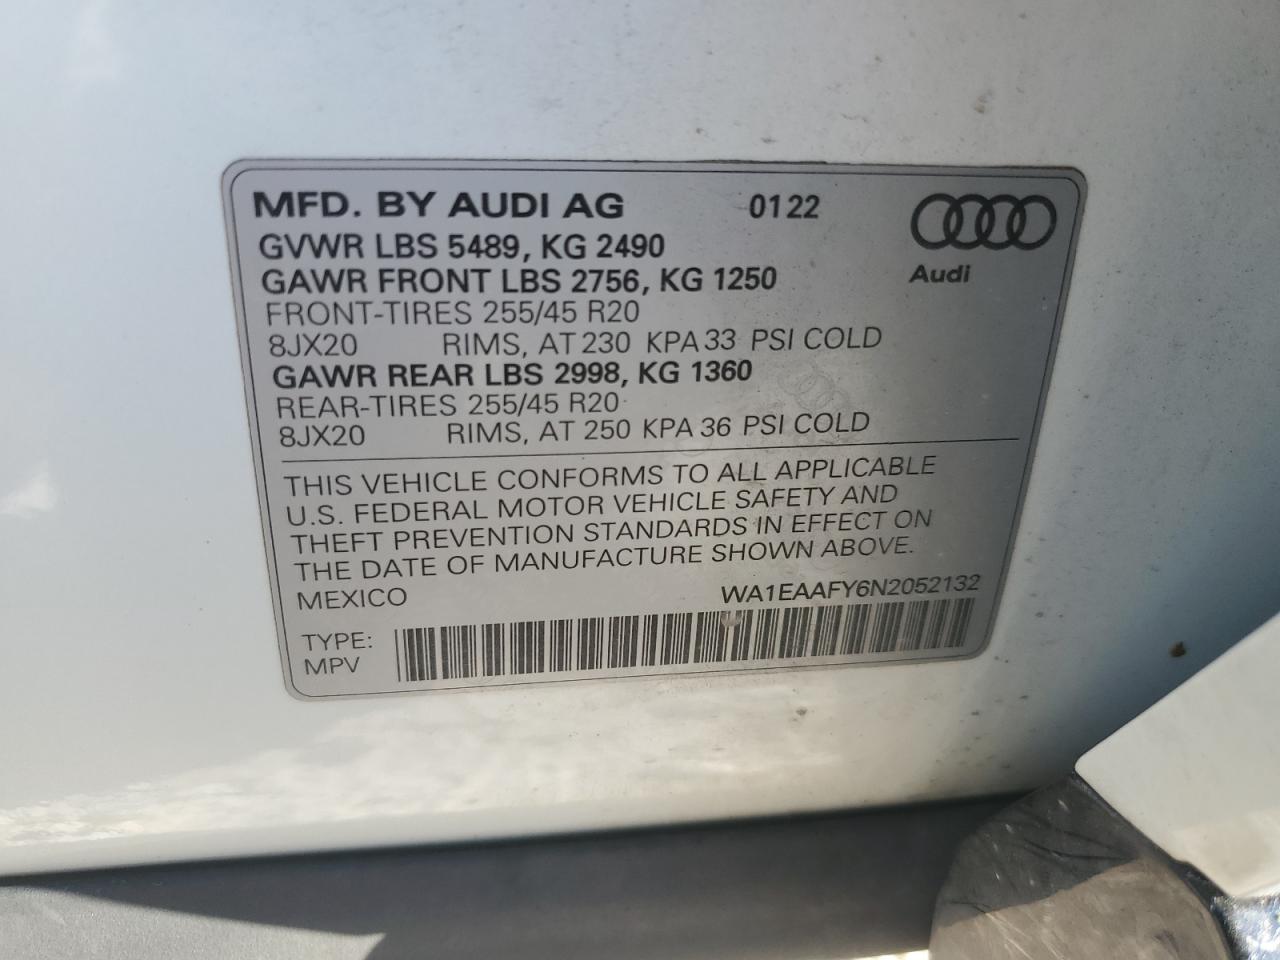 MFD. BY AUDI AG 0122
GVWR LBS 5489, KG 2490
GAWR FRONT LBS 2756, KG 1250
Audi
FRONT-TIRES 255/45 R20
8JX20 RIMS, AT 230 KPA 33 PSI COLD
GAWR REAR LBS 2998, KG 1360
REAR-TIRES 255/45 R20
8JX20 RIMS, AT 250 KPA 36 PSI COLD
THIS VEHICLE CONFORMS TO ALL APPLICABLE
U.S. FEDERAL MOTOR VEHICLE SAFETY AND
THEFT PREVENTION STANDARDS IN EFFECT ON
THE DATE OF MANUFACTURE SHOWN ABOVE.
MEXICO WA1EAAFY6N2052132
TYPE:
MPV